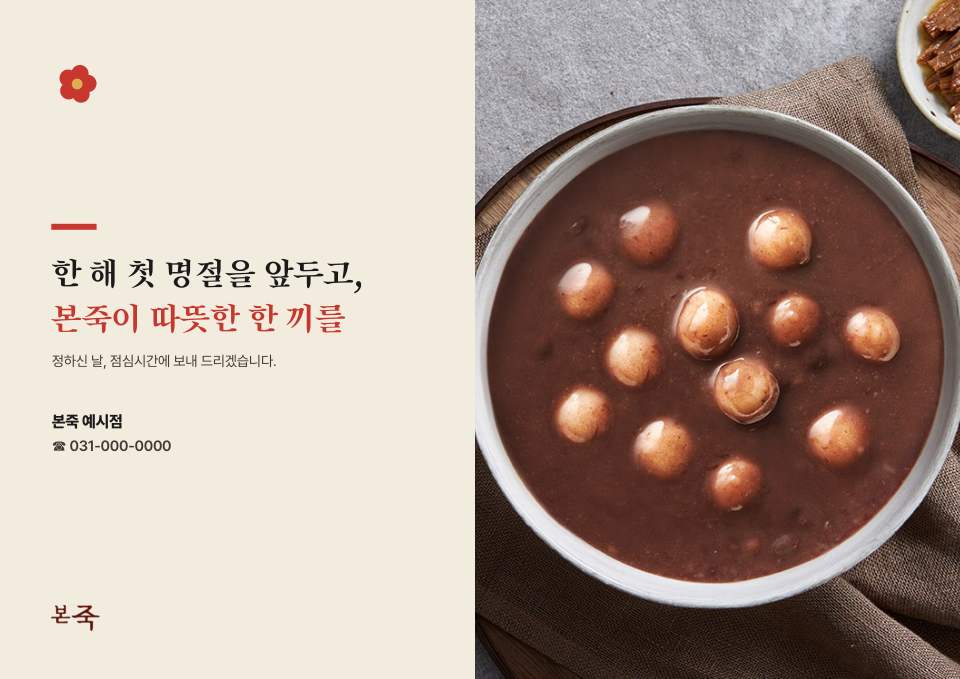 한 해 첫 명절을 앞두고,
본죽이 따뜻한 한 끼를
정하신 날, 점심시간에 보내 드리겠습니다.
본죽 예시점
☎ 031-000-0000
본죽